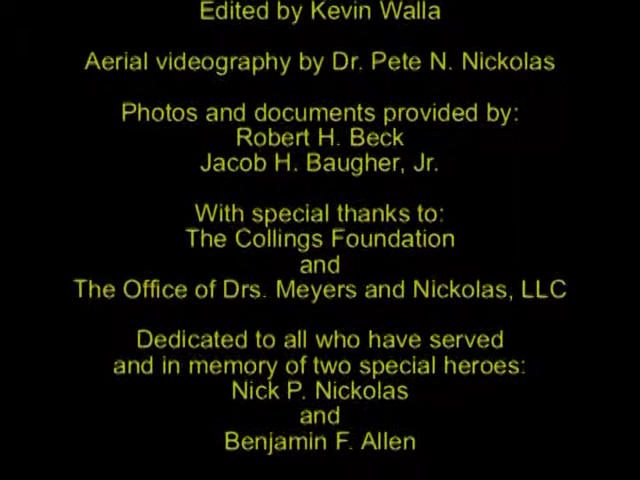 Edited by Kevin Walla
Aerial videography by Dr. Pete N. Nickolas
Photos and documents provided by:
Robert H. Beck
Jacob H. Baugher, Jr.
With special thanks to:
The Collings Foundation
and
The Office of Drs. Meyers and Nickolas, LLC
Dedicated to all who have served
and in memory of two special heroes:
Nick P. Nickolas
and
Benjamin F. Allen